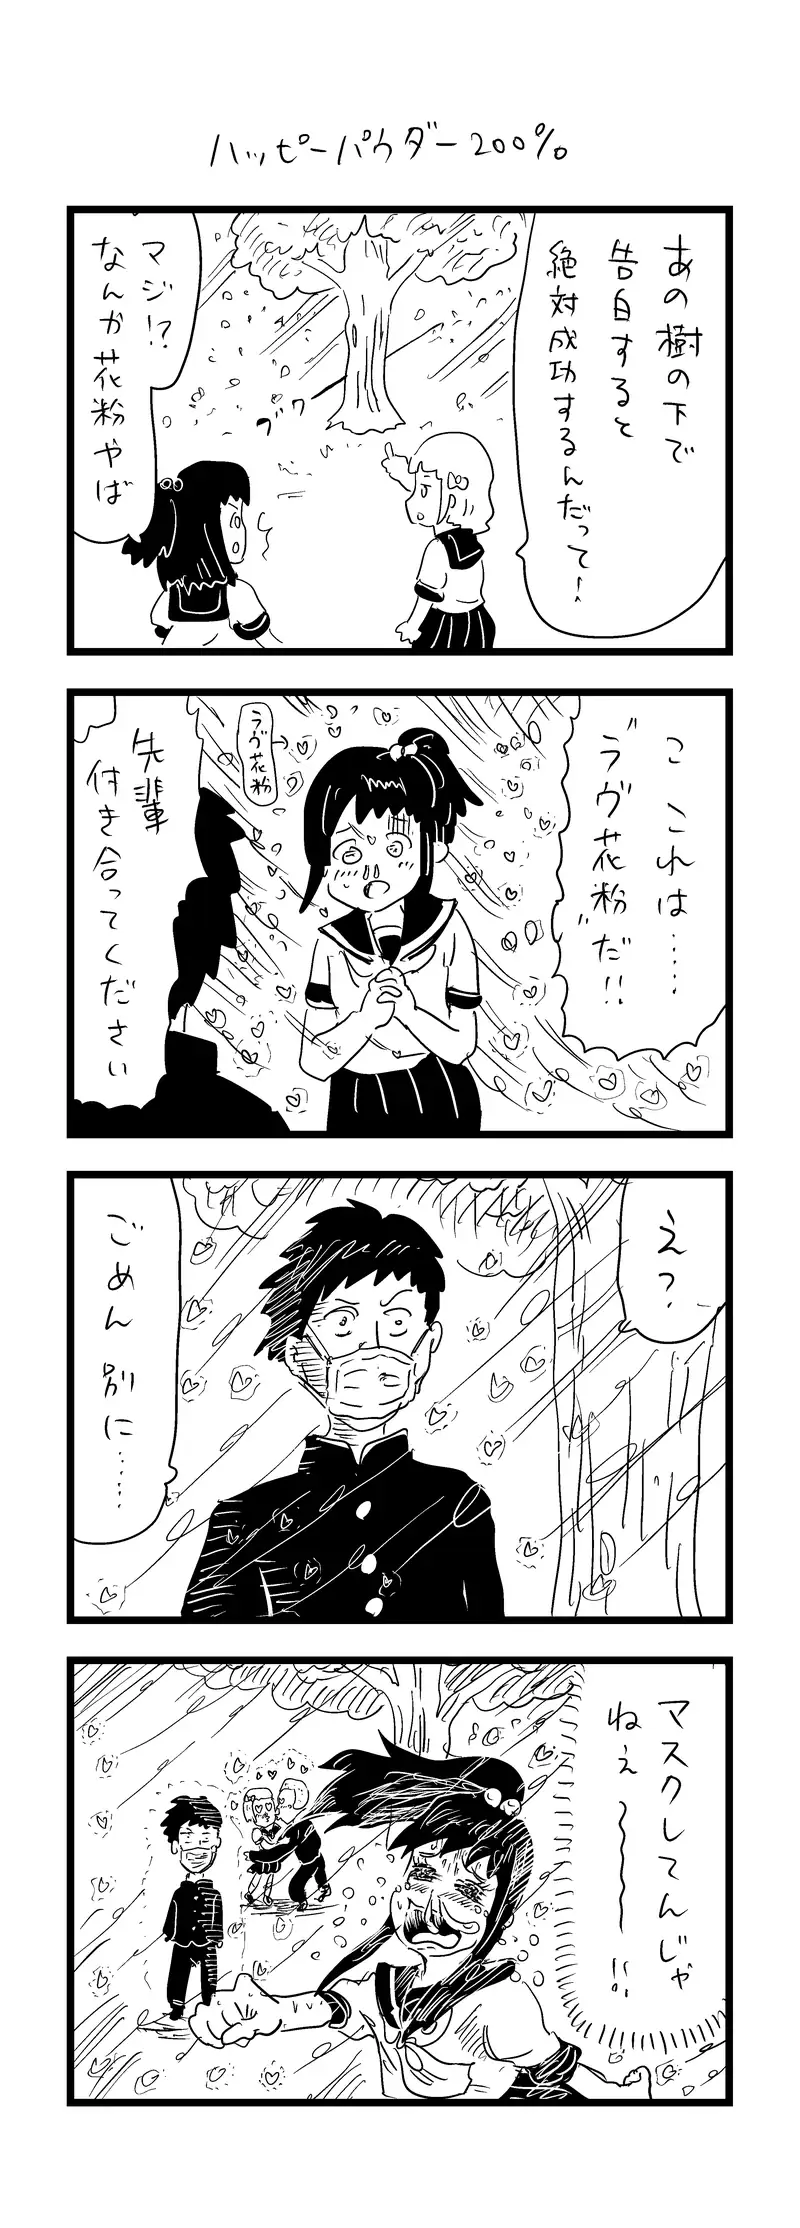 ハッピーパウダー200%
あの樹の下で
告白すると
絶対成功するんだって!
ブワー
マジ!?
なんか花粉やば
こ これは……
"ラヴ花粉"だ!!
ラヴ花粉
先輩
付き合ってください
えっ
ごめん 別に……
マスクしてんじゃ
ねぇ〜〜!!